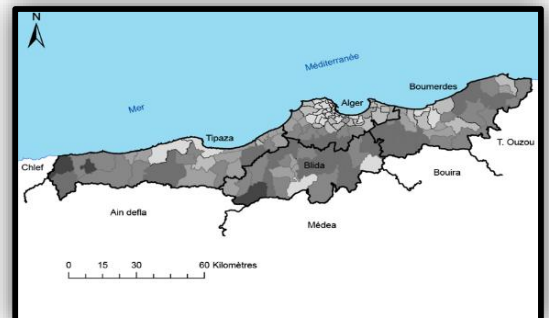 N
Méditerranée
Mer
Alger
Boumerdes
Tipaza
T. Ouzou
Chlef
Blida
Bouira
Ain defla
Médea
0 15 30 60 Kilomètres